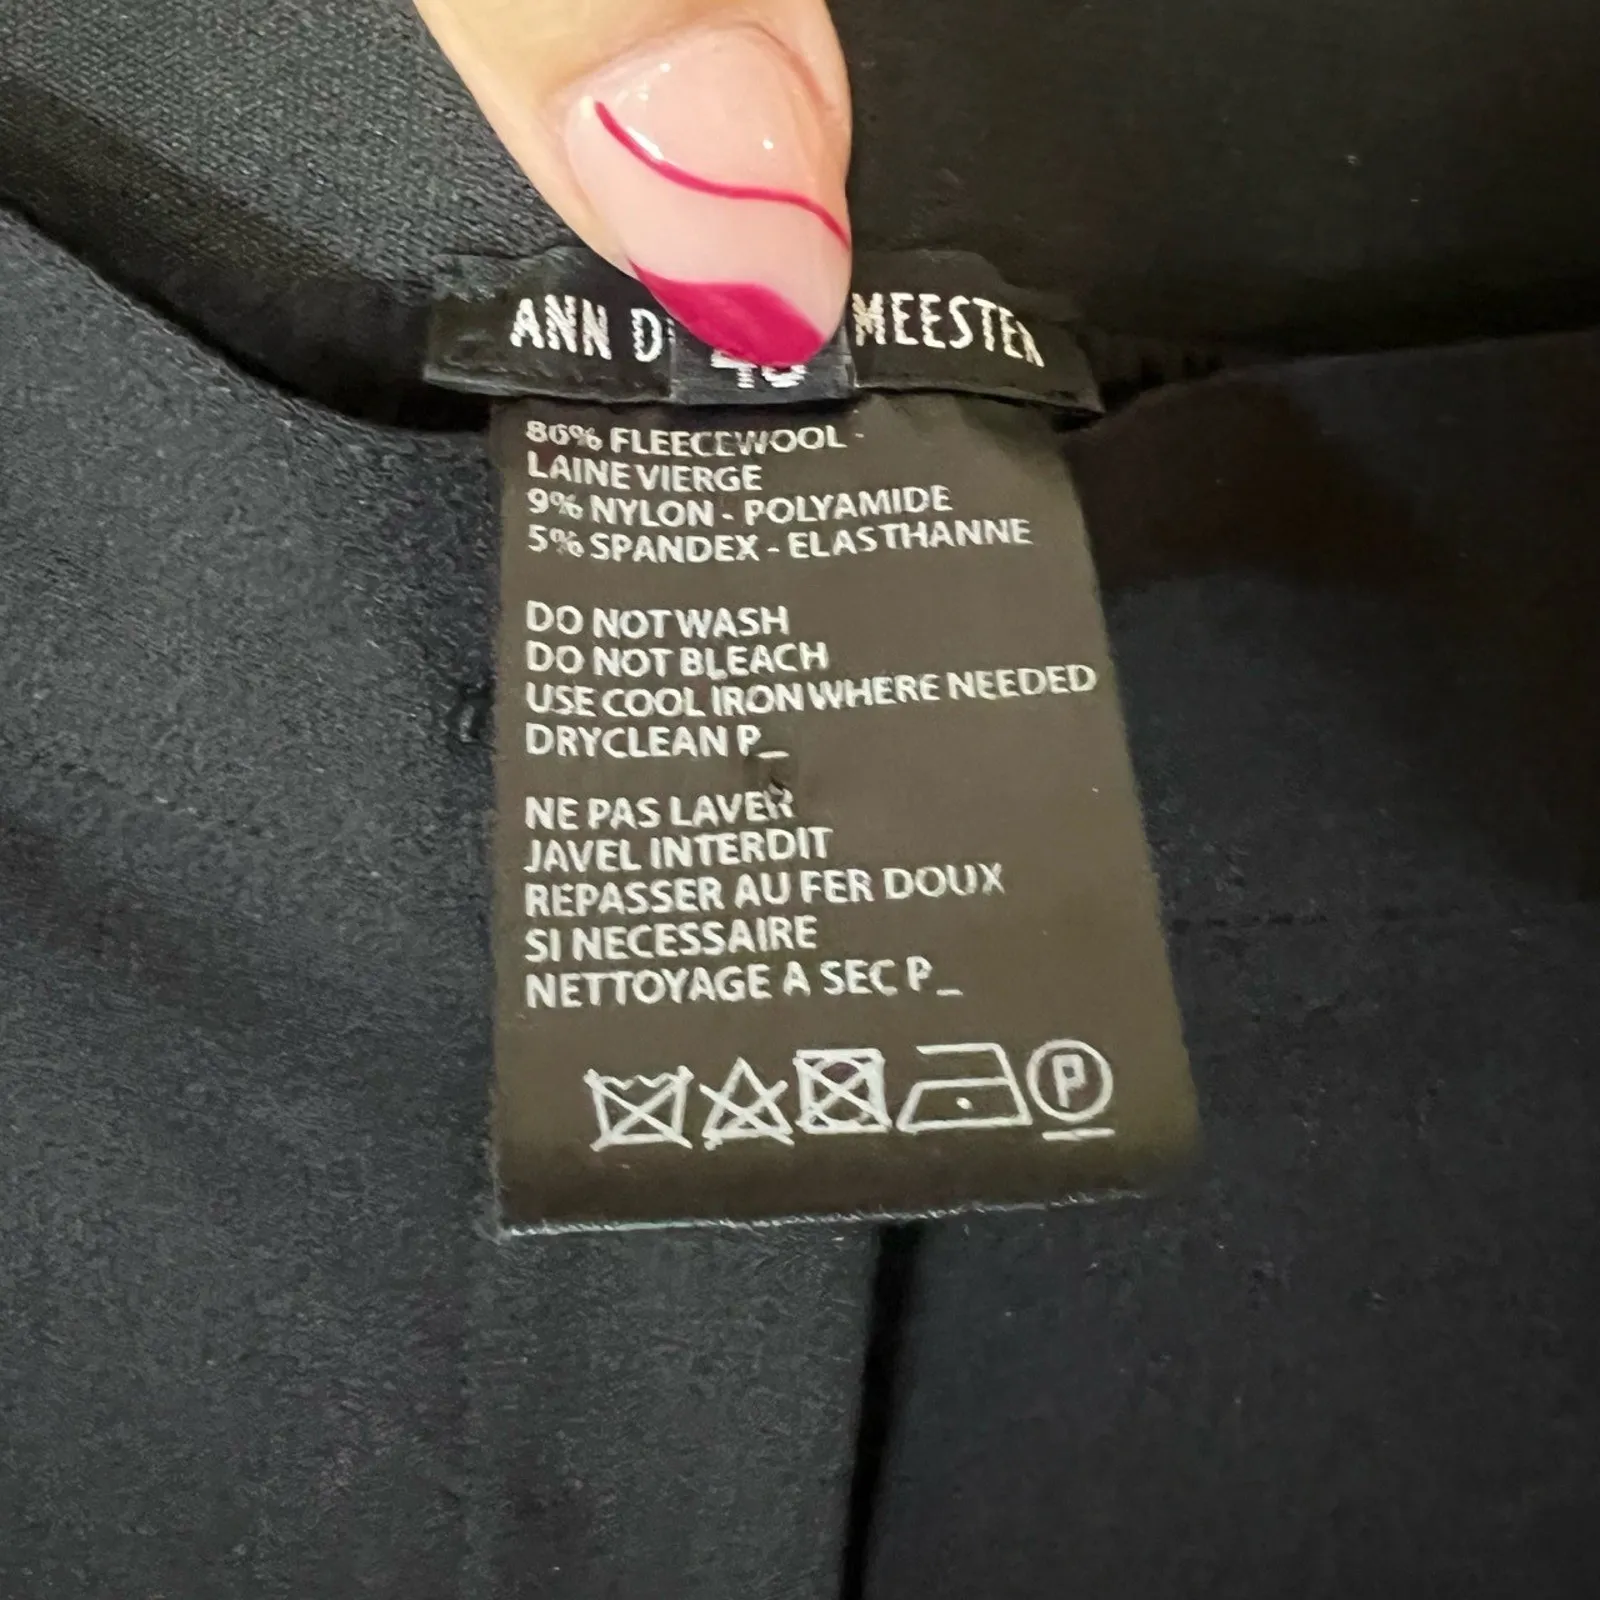 ANN D MEESTER
86% FLEECEWOOL -
LAINE VIERGE
9% NYLON - POLYAMIDE
5% SPANDEX - ELASTHANNE
DO NOT WASH
DO NOT BLEACH
USE COOL IRON WHERE NEEDED
DRYCLEAN P_
NE PAS LAVER
JAVEL INTERDIT
REPASSER AU FER DOUX
SI NECESSAIRE
NETTOYAGE A SEC P_
P